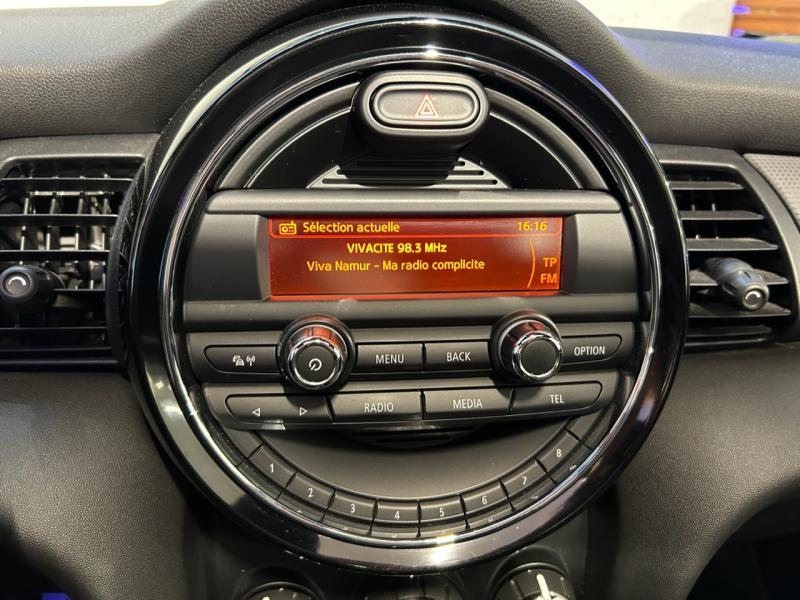 Sélection actuelle 16:16
VIVACITE 98.3 MHz
Viva Namur - Ma radio complicite
TP
FM
MENU BACK OPTION
RADIO MEDIA TEL
1 2 3 4 5 6 7 8